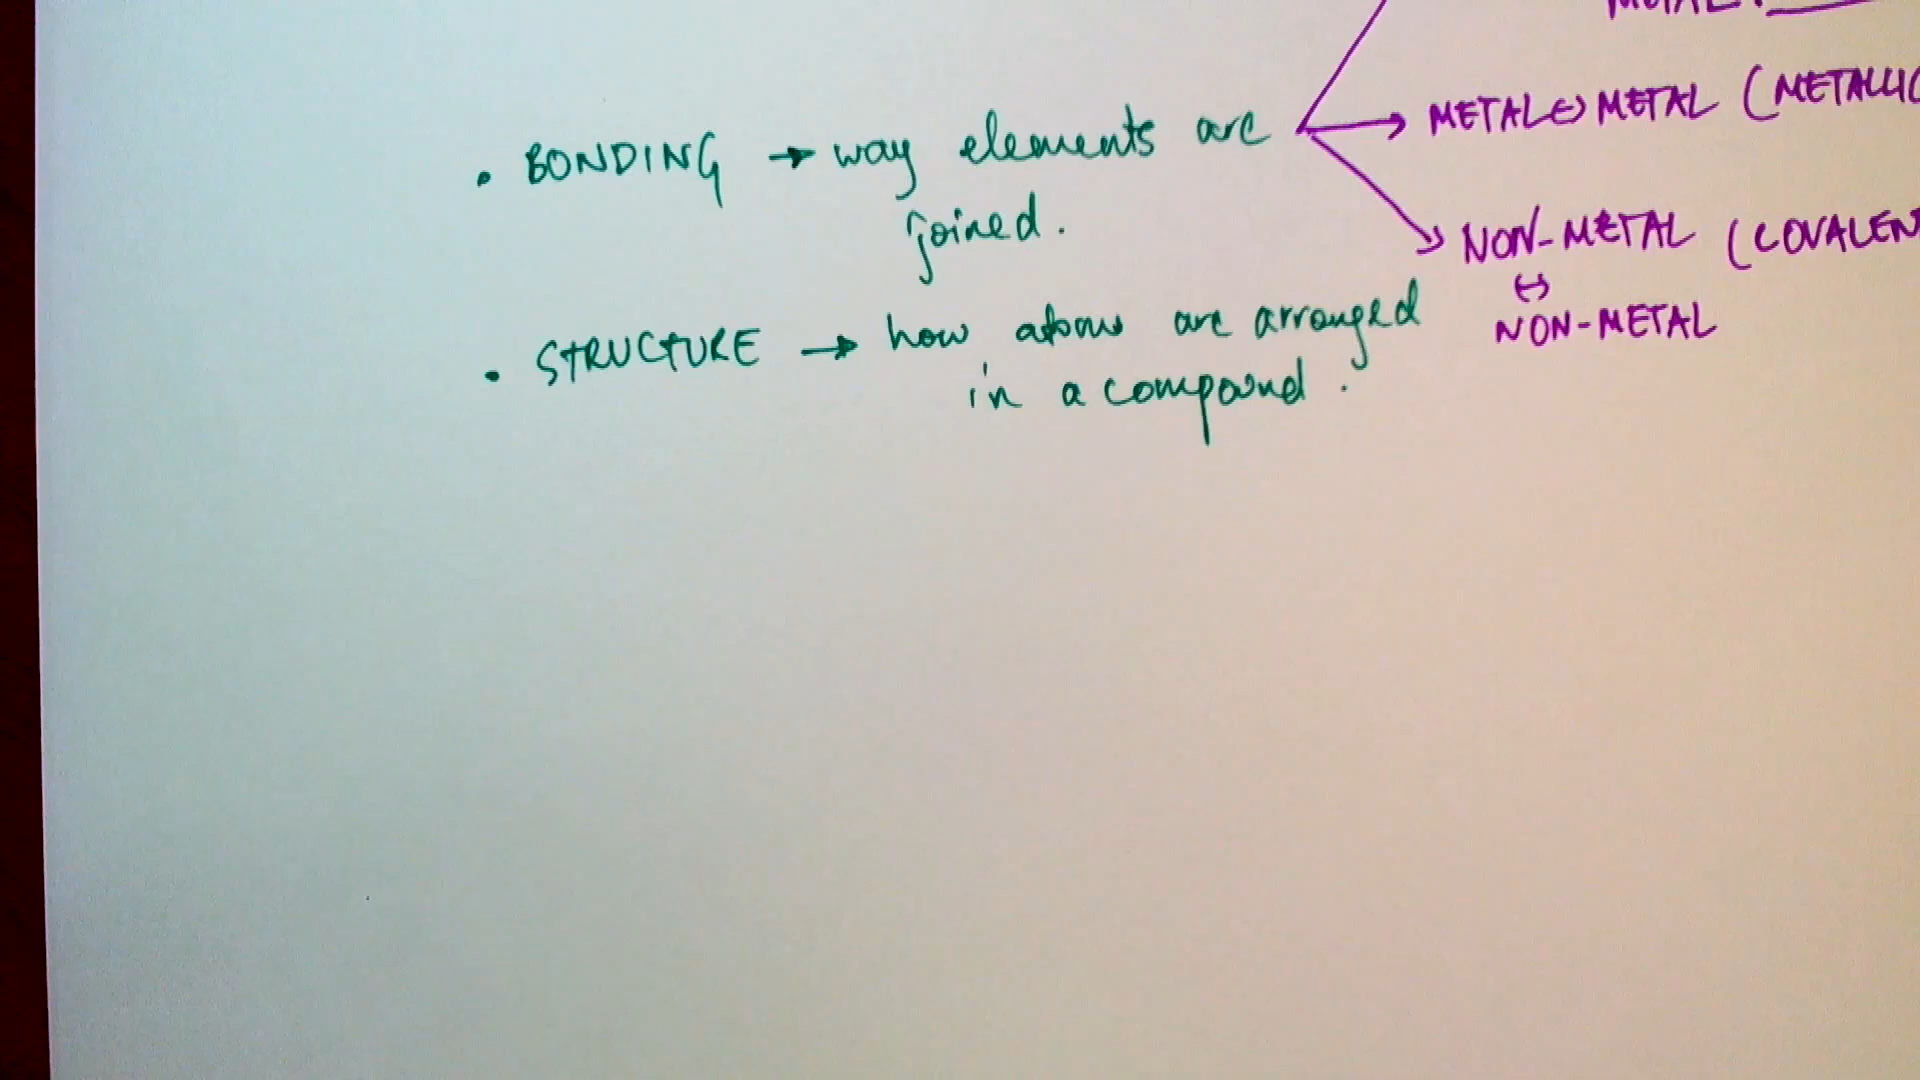 METAL.
METAL ↔ METAL (METALLIC
• BONDING → way elements are
joined.
NON-METAL (COVALEN
↔
NON-METAL
• STRUCTURE → how atoms are arranged
in a compound.